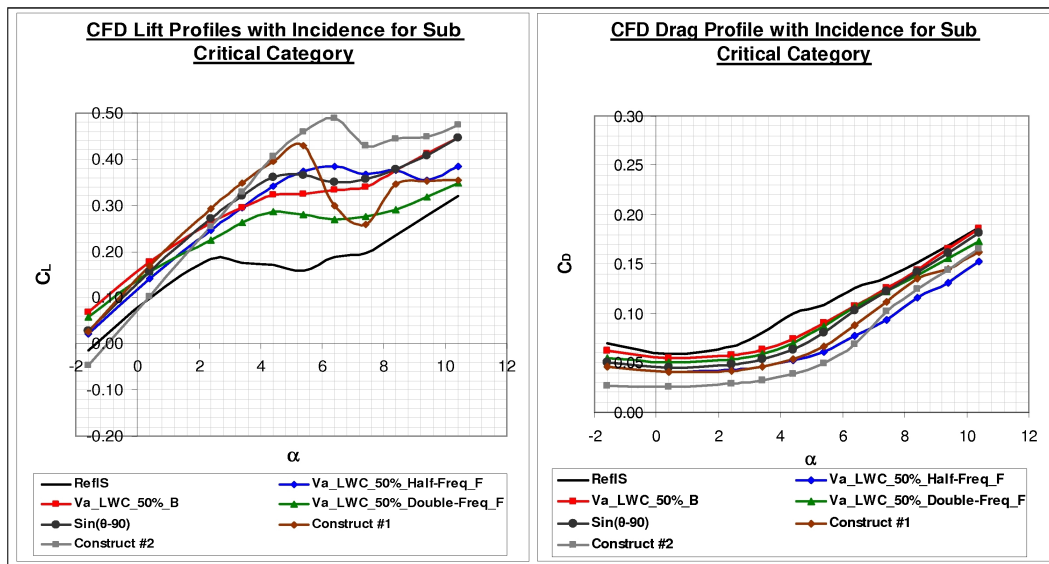 CFD Lift Profiles with Incidence for Sub
Critical Category
0.50
0.40
0.30
0.20
0.10
0.00
-0.10
-0.20
-2 0 2 4 6 8 10 12
CL
α
RefIS
Va_LWC_50%_Half-Freq_F
Va_LWC_50%_B
Va_LWC_50%_Double-Freq_F
Sin(θ-90)
Construct #1
Construct #2
CFD Drag Profile with Incidence for Sub
Critical Category
0.30
0.20
0.15
0.10
0.05
0.00
-2 0 2 4 6 8 10 12
CD
α
RefIS
Va_LWC_50%_Half-Freq_F
Va_LWC_50%_B
Va_LWC_50%_Double-Freq_F
Sin(θ-90)
Construct #1
Construct #2